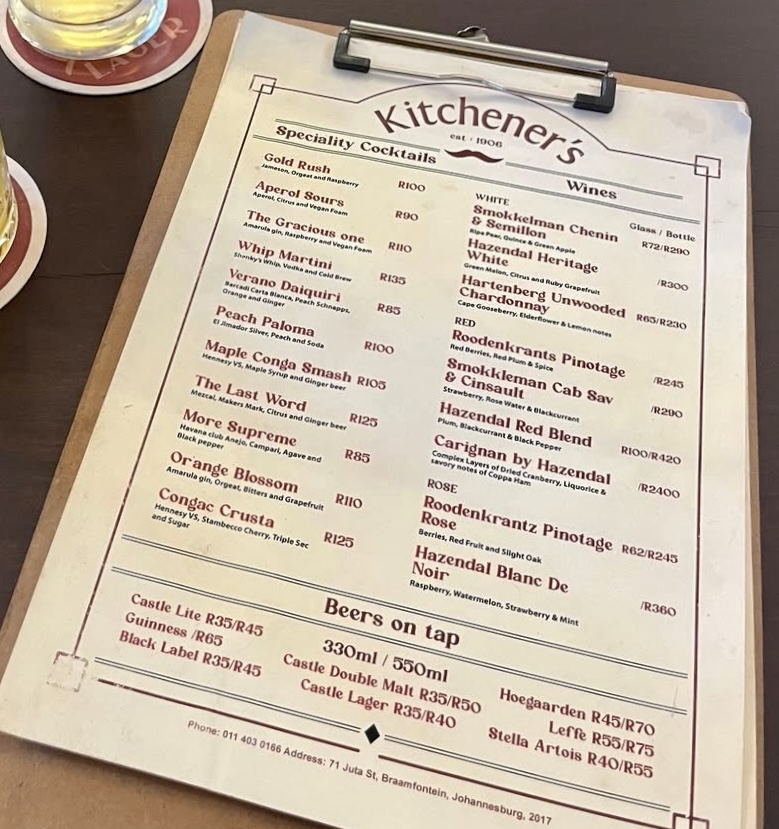 LAGER
Kitchener's
est · 1906
Speciality Cocktails
Gold Rush R100
Jameson, Orgeat and Raspberry
Aperol Sours R90
Aperol, Citrus and Vegan Foam
The Gracious one R110
Amarula gin, Raspberry and Vegan Foam
Whip Martini R135
Shanky's Whip, Vodka and Cold Brew
Verano Daiquiri R85
Barcadi Carta Blanca, Peach Schnapps,
Orange and Ginger
Peach Paloma R100
El Jimador Silver, Peach and Soda
Maple Conga Smash R105
Hennesy VS, Maple Syrup and Ginger beer
The Last Word R125
Mezcal, Makers Mark, Citrus and Ginger beer
More Supreme R85
Havana club Anejo, Campari, Agave and
Black pepper
Orange Blossom R110
Amarula gin, Orgeat, Bitters and Grapefruit
Congac Crusta R125
Hennesy VS, Stambecco Cherry, Triple Sec
and Sugar
Wines
WHITE Glass / Bottle
Smokkelman Chenin
& Semillon R72/R290
Ripe Pear, Quince & Green Apple
Hazendal Heritage
White /R300
Green Melon, Citrus and Ruby Grapefruit
Hartenberg Unwooded
Chardonnay R65/R230
Cape Gooseberry, Elderflower & Lemon notes
RED
Roodenkrants Pinotage /R245
Red Berries, Red Plum & Spice
Smokkleman Cab Sav
& Cinsault /R290
Strawberry, Rose Water & Blackcurrant
Hazendal Red Blend R100/R420
Plum, Blackcurrant & Black Pepper
Carignan by Hazendal /R2400
Complex Layers of Dried Cranberry, Liquorice &
savory notes of Coppa Ham
ROSE
Roodenkrantz Pinotage
Rose R62/R245
Berries, Red Fruit and Slight Oak
Hazendal Blanc De
Noir /R360
Raspberry, Watermelon, Strawberry & Mint
Beers on tap
330ml / 550ml
Castle Lite R35/R45
Guinness /R65
Black Label R35/R45
Castle Double Malt R35/R50
Castle Lager R35/R40
Hoegaarden R45/R70
Leffe R55/R75
Stella Artois R40/R55
Phone: 011 403 0166 Address: 71 Juta St, Braamfontein, Johannesburg, 2017